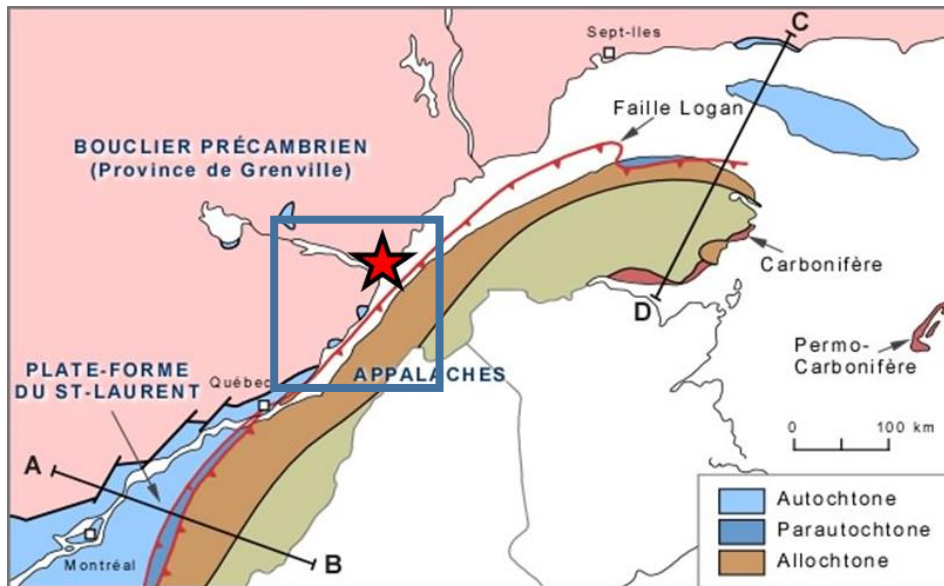 C
Sept-Iles
Faille Logan
BOUCLIER PRÉCAMBRIEN
(Province de Grenville)
Carbonifère
D
Permo-
Carbonifère
PLATE-FORME
DU ST-LAURENT
Québec
APPALACHES
0 100 km
A
B
Montréal
Autochtone
Parautochtone
Allochtone